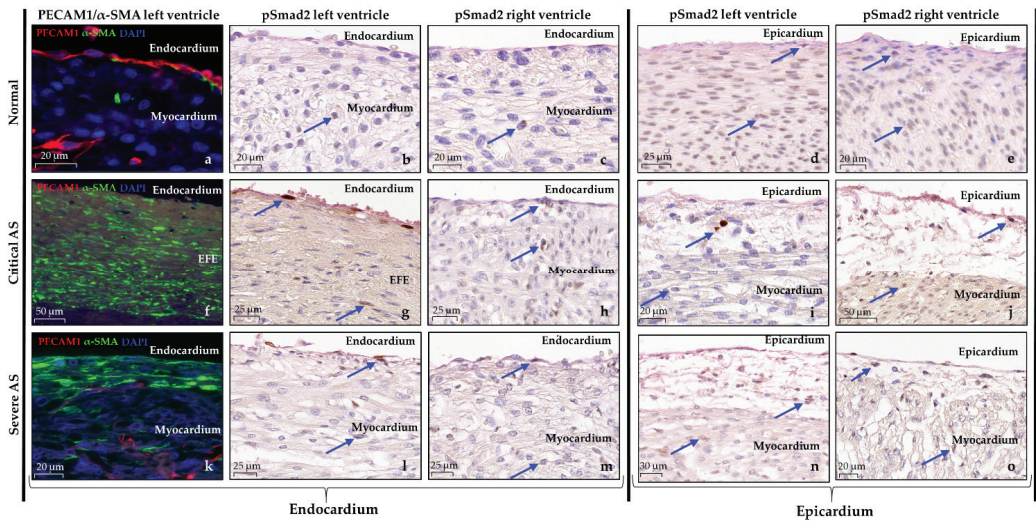 PECAM1/α-SMA left ventricle
pSmad2 left ventricle
pSmad2 right ventricle
pSmad2 left ventricle
pSmad2 right ventricle
Normal
PECAM1 α-SMA DAPI
Endocardium
Myocardium
20 µm
a
Endocardium
Myocardium
20 µm
b
Endocardium
Myocardium
20 µm
c
Epicardium
Myocardium
25 µm
d
Epicardium
Myocardium
20 µm
e
Critical AS
PECAM1 α-SMA DAPI
Endocardium
EFE
50 µm
f
Endocardium
EFE
25 µm
g
Endocardium
Myocardium
25 µm
h
Epicardium
Myocardium
20 µm
i
Epicardium
Myocardium
50 µm
j
Severe AS
PECAM1 α-SMA DAPI
Endocardium
Myocardium
20 µm
k
Endocardium
Myocardium
25 µm
l
Endocardium
Myocardium
25 µm
m
Epicardium
Myocardium
30 µm
n
Epicardium
Myocardium
20 µm
o
Endocardium
Epicardium